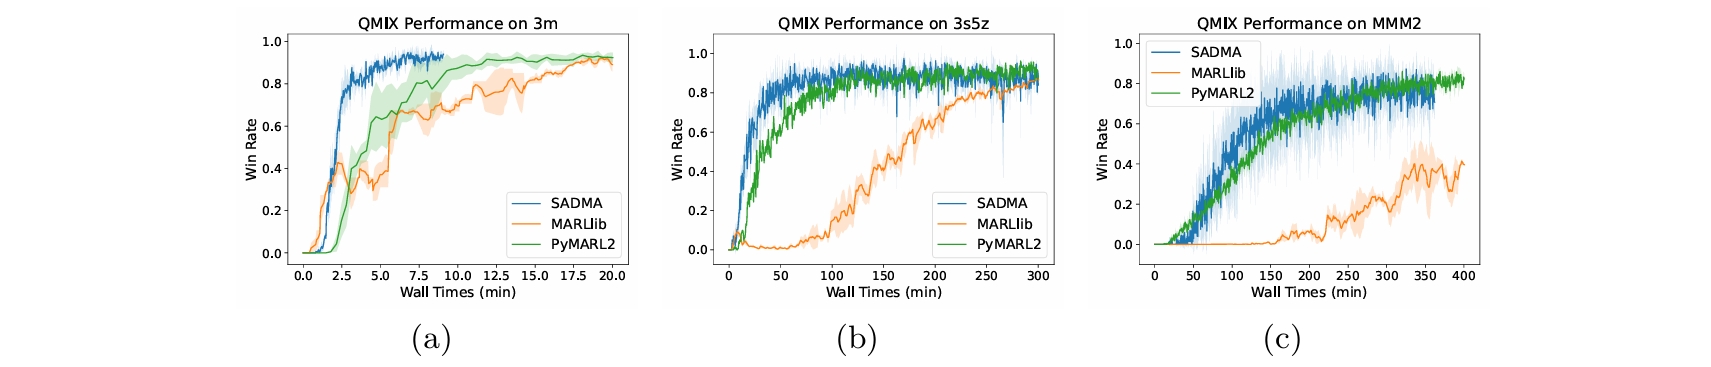 QMIX Performance on 3m
1.0
0.8
0.6
0.4
0.2
0.0
Win Rate
SADMA
MARLlib
PyMARL2
0.0 2.5 5.0 7.5 10.0 12.5 15.0 17.5 20.0
Wall Times (min)
(a)
QMIX Performance on 3s5z
1.0
0.8
0.6
0.4
0.2
0.0
Win Rate
SADMA
MARLlib
PyMARL2
0 50 100 150 200 250 300
Wall Times (min)
(b)
QMIX Performance on MMM2
1.0
0.8
0.6
0.4
0.2
0.0
Win Rate
SADMA
MARLlib
PyMARL2
0 50 100 150 200 250 300 350 400
Wall Times (min)
(c)